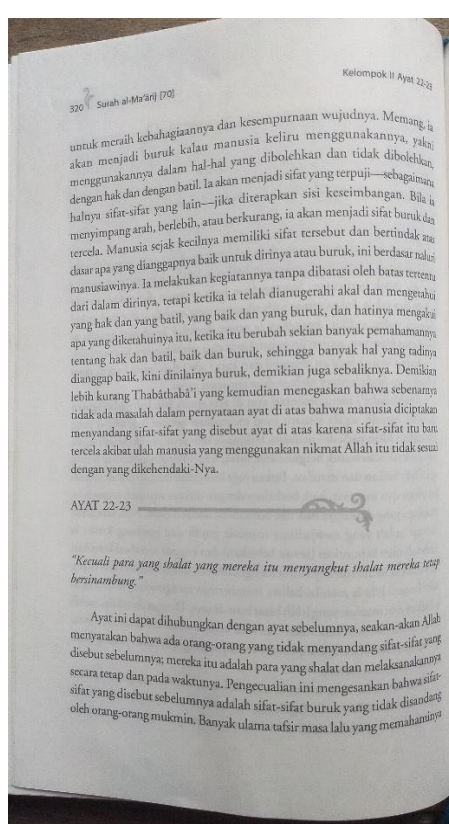 Kelompok II Ayat 22-23
320 Surah al-Ma'ârij [70]
untuk meraih kebahagiaannya dan kesempurnaan wujudnya. Memang, ia
akan menjadi buruk kalau manusia keliru menggunakannya, yakni
menggunakannya dalam hal-hal yang dibolehkan dan tidak dibolehkan,
dengan hak dan dengan batil. Ia akan menjadi sifat yang terpuji—sebagaimana
halnya sifat-sifat yang lain—jika diterapkan sisi keseimbangan. Bila ia
menyimpang arah, berlebih, atau berkurang, ia akan menjadi sifat buruk dan
tercela. Manusia sejak kecilnya memiliki sifat tersebut dan bertindak atas
dasar apa yang dianggapnya baik untuk dirinya atau buruk, ini berdasar naluri
manusiawinya. Ia melakukan kegiatannya tanpa dibatasi oleh batas tertentu
dari dalam dirinya, tetapi ketika ia telah dianugerahi akal dan mengetahui
yang hak dan yang batil, yang baik dan yang buruk, dan hatinya mengakui
apa yang diketahuinya itu, ketika itu berubah sekian banyak pemahamannya
tentang hak dan batil, baik dan buruk, sehingga banyak hal yang tadinya
dianggap baik, kini dinilainya buruk, demikian juga sebaliknya. Demikian
lebih kurang Thabâthabâ'i yang kemudian menegaskan bahwa sebenarnya
tidak ada masalah dalam pernyataan ayat di atas bahwa manusia diciptakan
menyandang sifat-sifat yang disebut ayat di atas karena sifat-sifat itu baru
tercela akibat ulah manusia yang menggunakan nikmat Allah itu tidak sesuai
dengan yang dikehendaki-Nya.
AYAT 22-23
"Kecuali para yang shalat yang mereka itu menyangkut shalat mereka tetap
bersinambung."
Ayat ini dapat dihubungkan dengan ayat sebelumnya, seakan-akan Allah
menyatakan bahwa ada orang-orang yang tidak menyandang sifat-sifat yang
disebut sebelumnya; mereka itu adalah para yang shalat dan melaksanakannya
secara tetap dan pada waktunya. Pengecualian ini mengesankan bahwa sifat-
sifat yang disebut sebelumnya adalah sifat-sifat buruk yang tidak disandang
oleh orang-orang mukmin. Banyak ulama tafsir masa lalu yang memahaminya